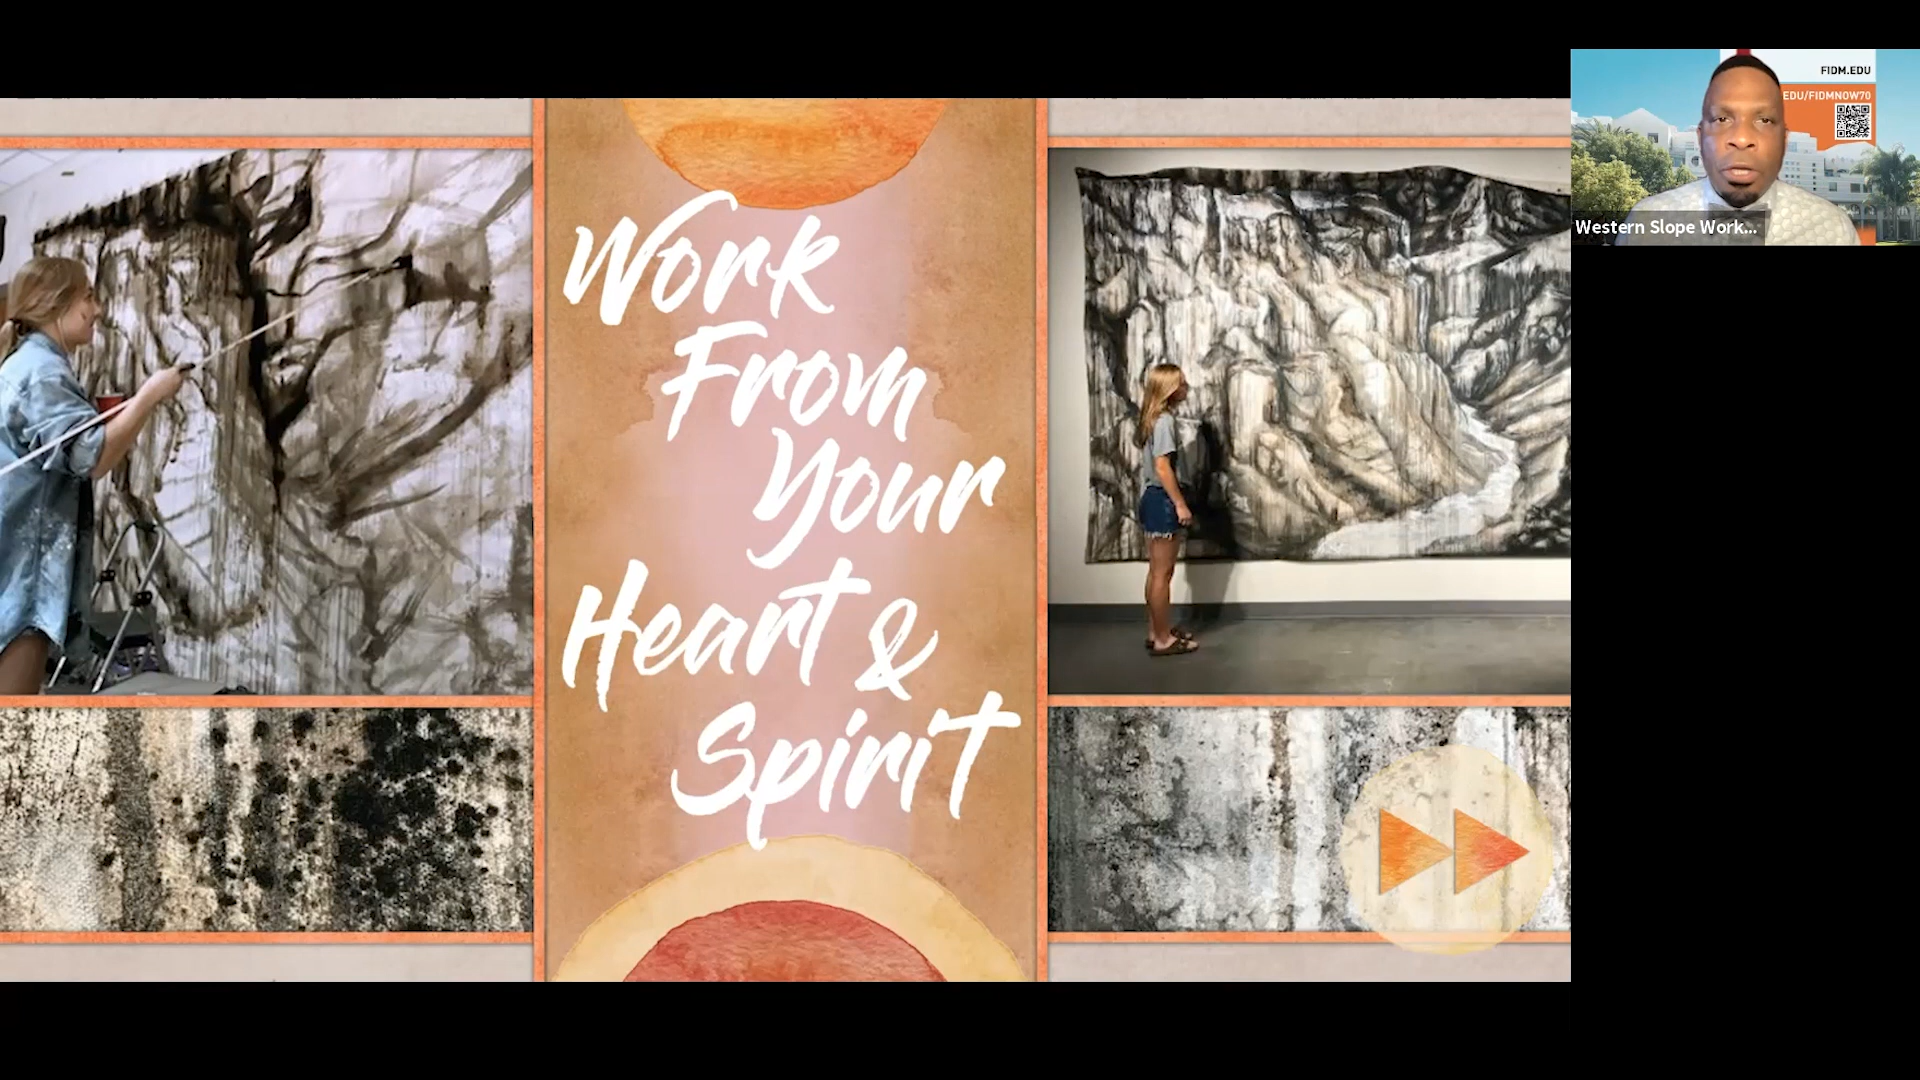 Work
From
Your
Heart &
Spirit
FIDM.EDU
EDU/FIDMNOW70
Western Slope Work...